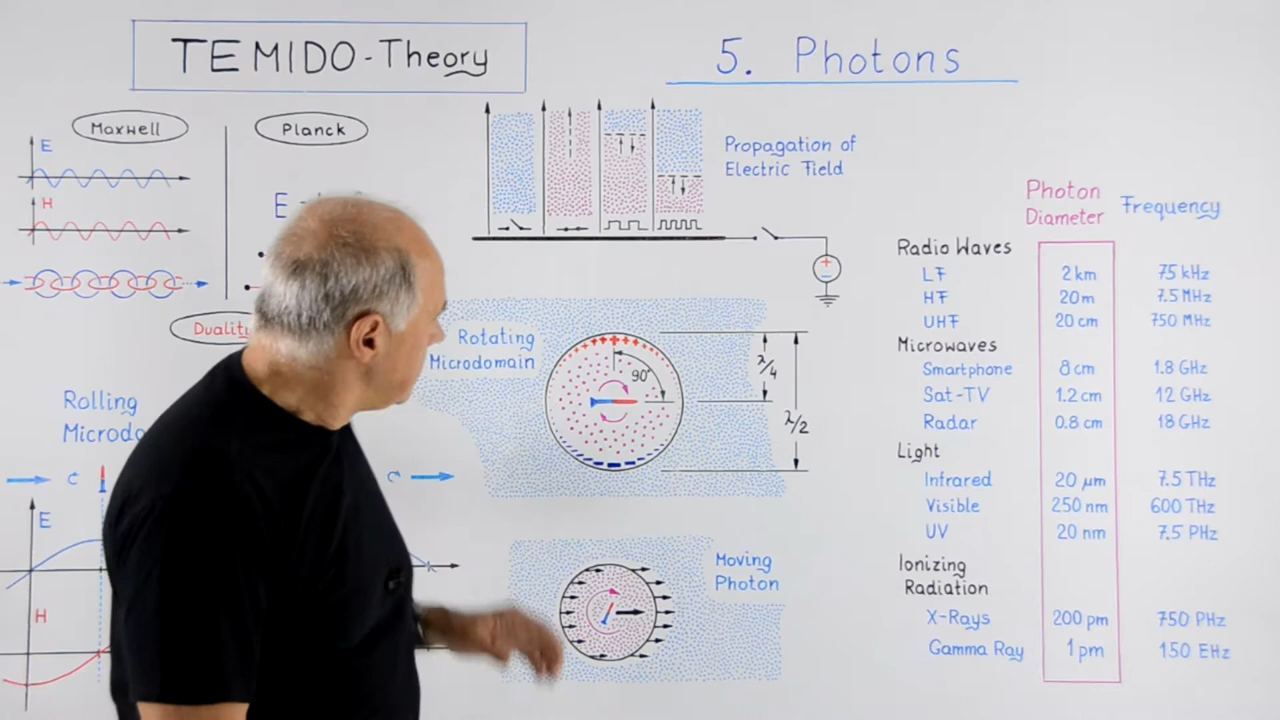 TEMIDO - Theory
5. Photons
Maxwell
Planck
E
H
E
Duality
Propagation of
Electric Field
+
−
Rotating
Microdomain
90°
λ/4
λ/2
Rolling
E
H
Moving
Photon
Photon
Diameter
Frequency
Radio Waves
LF 2 km 75 kHz
HF 20 m 7.5 MHz
UHF 20 cm 750 MHz
Microwaves
Smartphone 8 cm 1.8 GHz
Sat-TV 1.2 cm 12 GHz
Radar 0.8 cm 18 GHz
Light
Infrared 20 µm 7.5 THz
Visible 250 nm 600 THz
UV 20 nm 7.5 PHz
Ionizing
Radiation
X-Rays 200 pm 750 PHz
Gamma Ray 1 pm 150 EHz